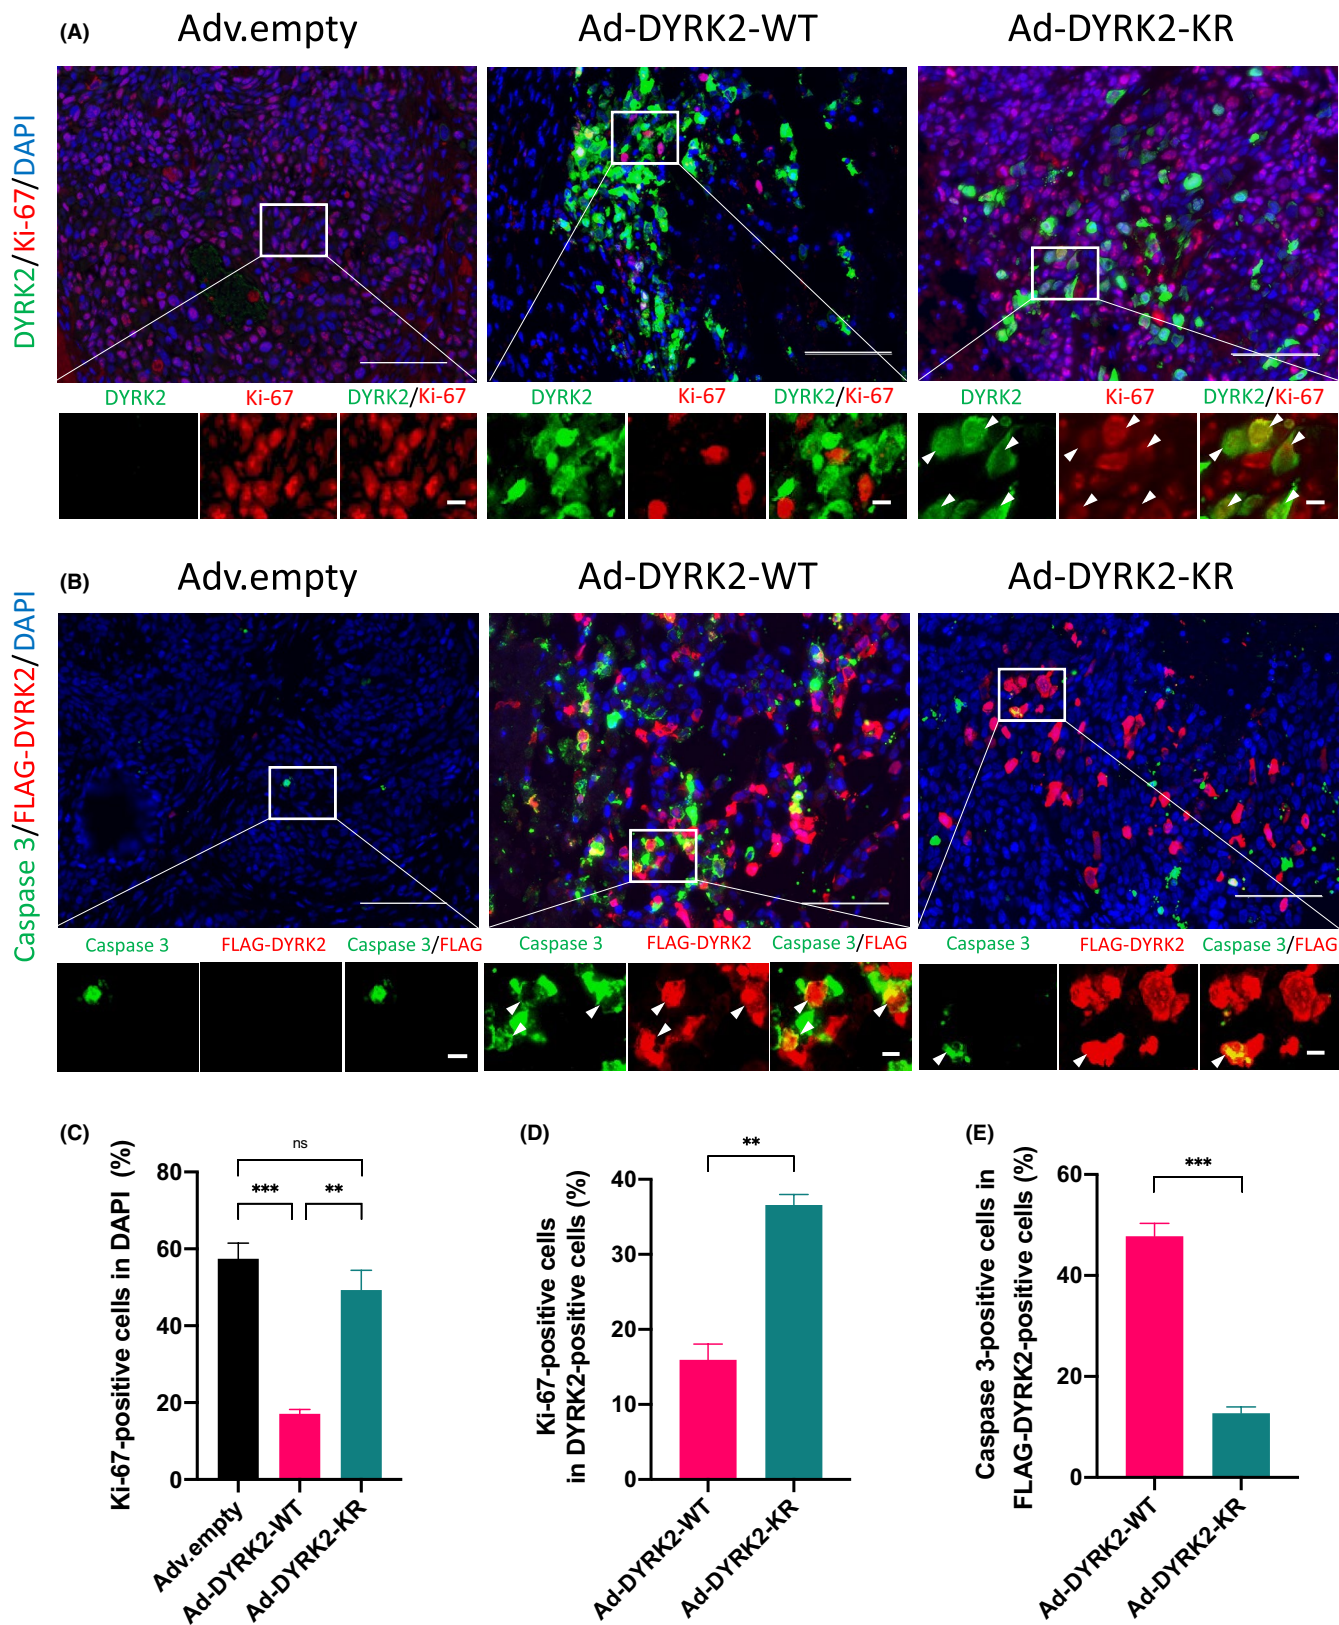 (A)
Adv.empty
Ad-DYRK2-WT
Ad-DYRK2-KR
DYRK2/Ki-67/DAPI
DYRK2
Ki-67
DYRK2/Ki-67
DYRK2
Ki-67
DYRK2/Ki-67
DYRK2
Ki-67
DYRK2/Ki-67
(B)
Adv.empty
Ad-DYRK2-WT
Ad-DYRK2-KR
Caspase 3/FLAG-DYRK2/DAPI
Caspase 3
FLAG-DYRK2
Caspase 3/FLAG
Caspase 3
FLAG-DYRK2
Caspase 3/FLAG
Caspase 3
FLAG-DYRK2
Caspase 3/FLAG
(C)
Ki-67-positive cells in DAPI (%)
80
60
40
20
0
ns
***
**
Adv.empty
Ad-DYRK2-WT
Ad-DYRK2-KR
(D)
Ki-67-positive cells
in DYRK2-positive cells (%)
40
30
20
10
0
**
Ad-DYRK2-WT
Ad-DYRK2-KR
(E)
Caspase 3-positive cells in
FLAG-DYRK2-positive cells (%)
60
40
20
0
***
Ad-DYRK2-WT
Ad-DYRK2-KR